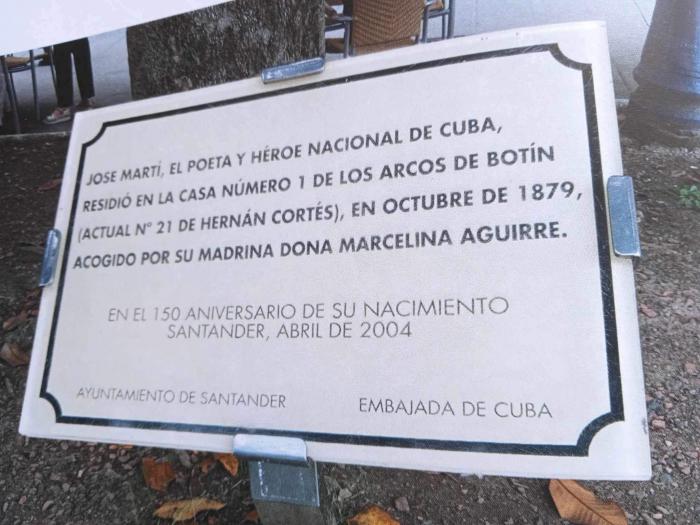 JOSE MARTÍ, EL POETA Y HÉROE NACIONAL DE CUBA,
RESIDIÓ EN LA CASA NÚMERO 1 DE LOS ARCOS DE BOTÍN
(ACTUAL Nº 21 DE HERNÁN CORTÉS), EN OCTUBRE DE 1879,
ACOGIDO POR SU MADRINA DONA MARCELINA AGUIRRE.
EN EL 150 ANIVERSARIO DE SU NACIMIENTO
SANTANDER, ABRIL DE 2004
AYUNTAMIENTO DE SANTANDER
EMBAJADA DE CUBA